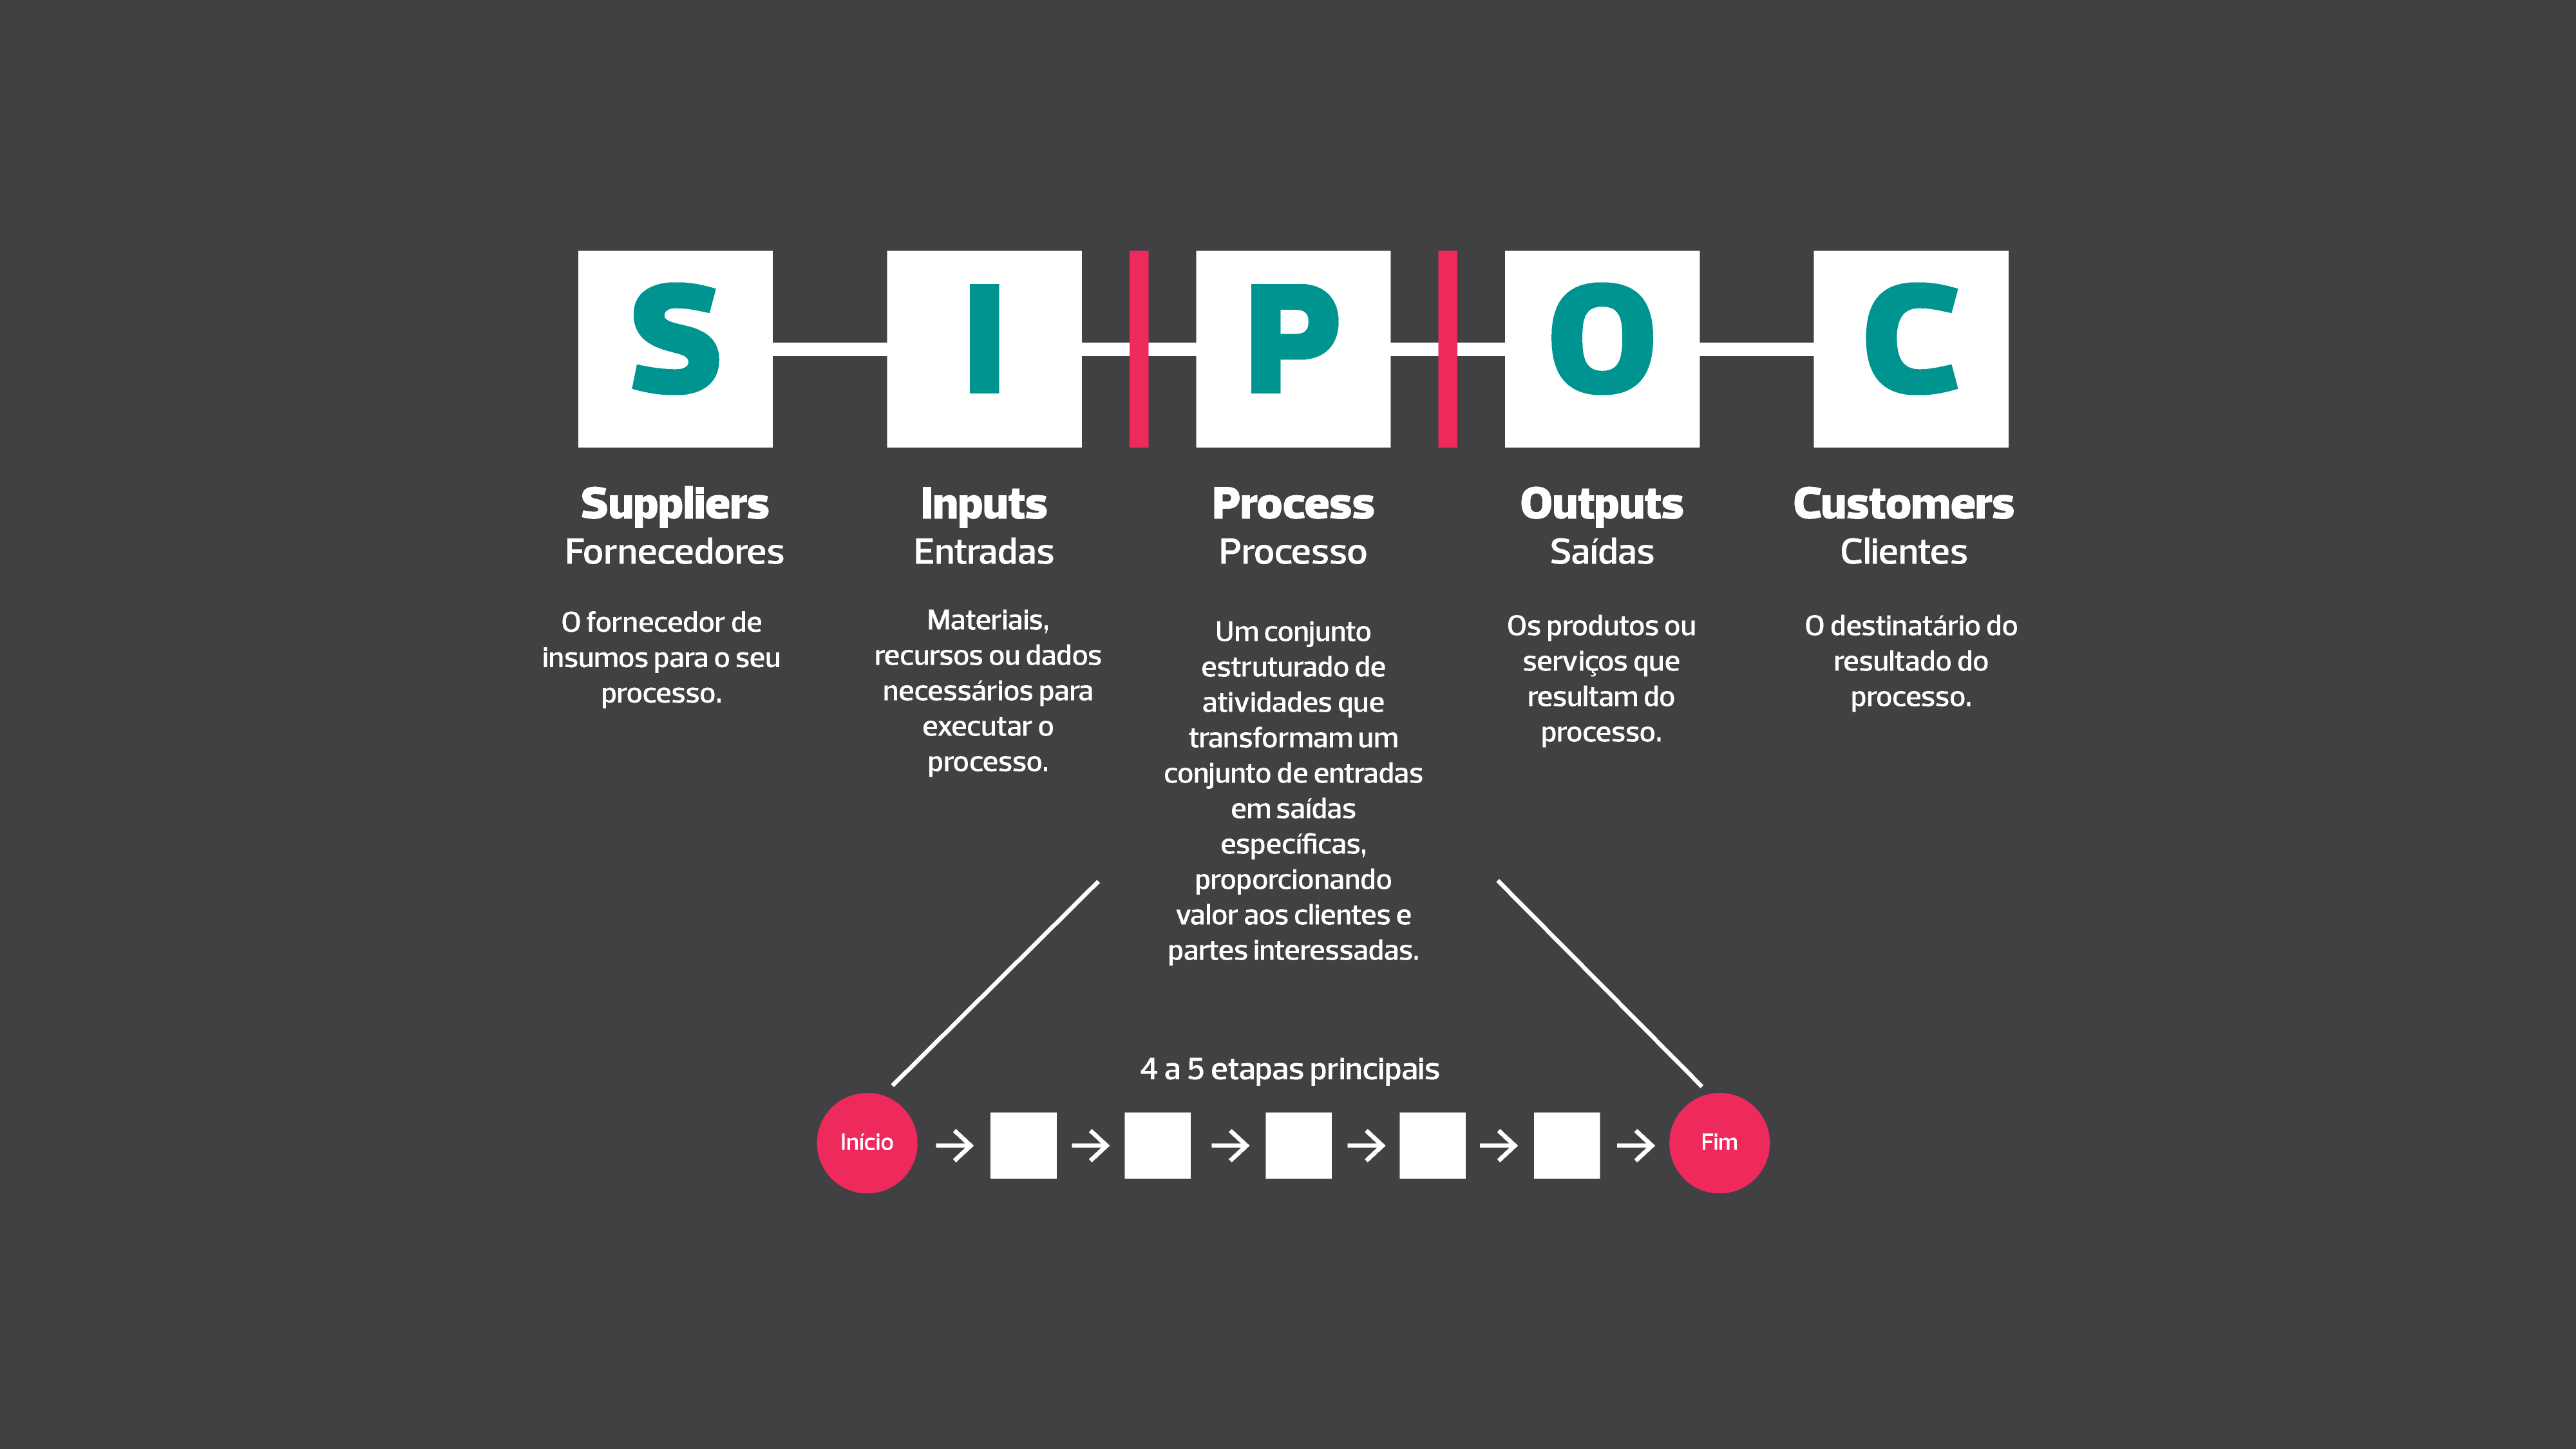 S I P O C
Suppliers
Fornecedores
O fornecedor de
insumos para o seu
processo.
Inputs
Entradas
Materiais,
recursos ou dados
necessários para
executar o
processo.
Process
Processo
Um conjunto
estruturado de
atividades que
transformam um
conjunto de entradas
em saídas
específicas,
proporcionando
valor aos clientes e
partes interessadas.
Outputs
Saídas
Os produtos ou
serviços que
resultam do
processo.
Customers
Clientes
O destinatário do
resultado do
processo.
4 a 5 etapas principais
Início
Fim